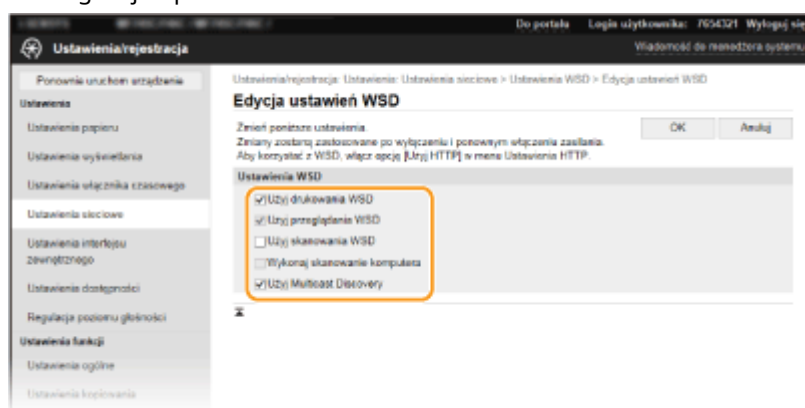 Do portalu Login użytkownika: 7654321 Wyloguj się
Ustawienia/rejestracja
Wiadomość do menedżera systemu
Ponownie uruchom urządzenie
Ustawienia/rejestracja: Ustawienia: Ustawienia sieciowe > Ustawienia WSD > Edycja ustawień WSD
Ustawienia
Edycja ustawień WSD
Ustawienia papieru
Zmień poniższe ustawienia.
OK
Anuluj
Zmiany zostaną zastosowane po wyłączeniu i ponownym włączenia zasilania.
Aby korzystać z WSD, włącz opcję [Użyj HTTP] w menu Ustawienia HTTP.
Ustawienia wyświetlania
Ustawienia WSD
Ustawienia włącznika czasowego
Użyj drukowania WSD
Użyj przeglądania WSD
Ustawienia sieciowe
Użyj skanowania WSD
Ustawienia interfejsu
zewnętrznego
Wykonaj skanowanie komputera
Użyj Multicast Discovery
Ustawienia dostępności
Regulacja poziomu głośności
Ustawienia funkcji
Ustawienia ogólne
Ustawienia kopiowania